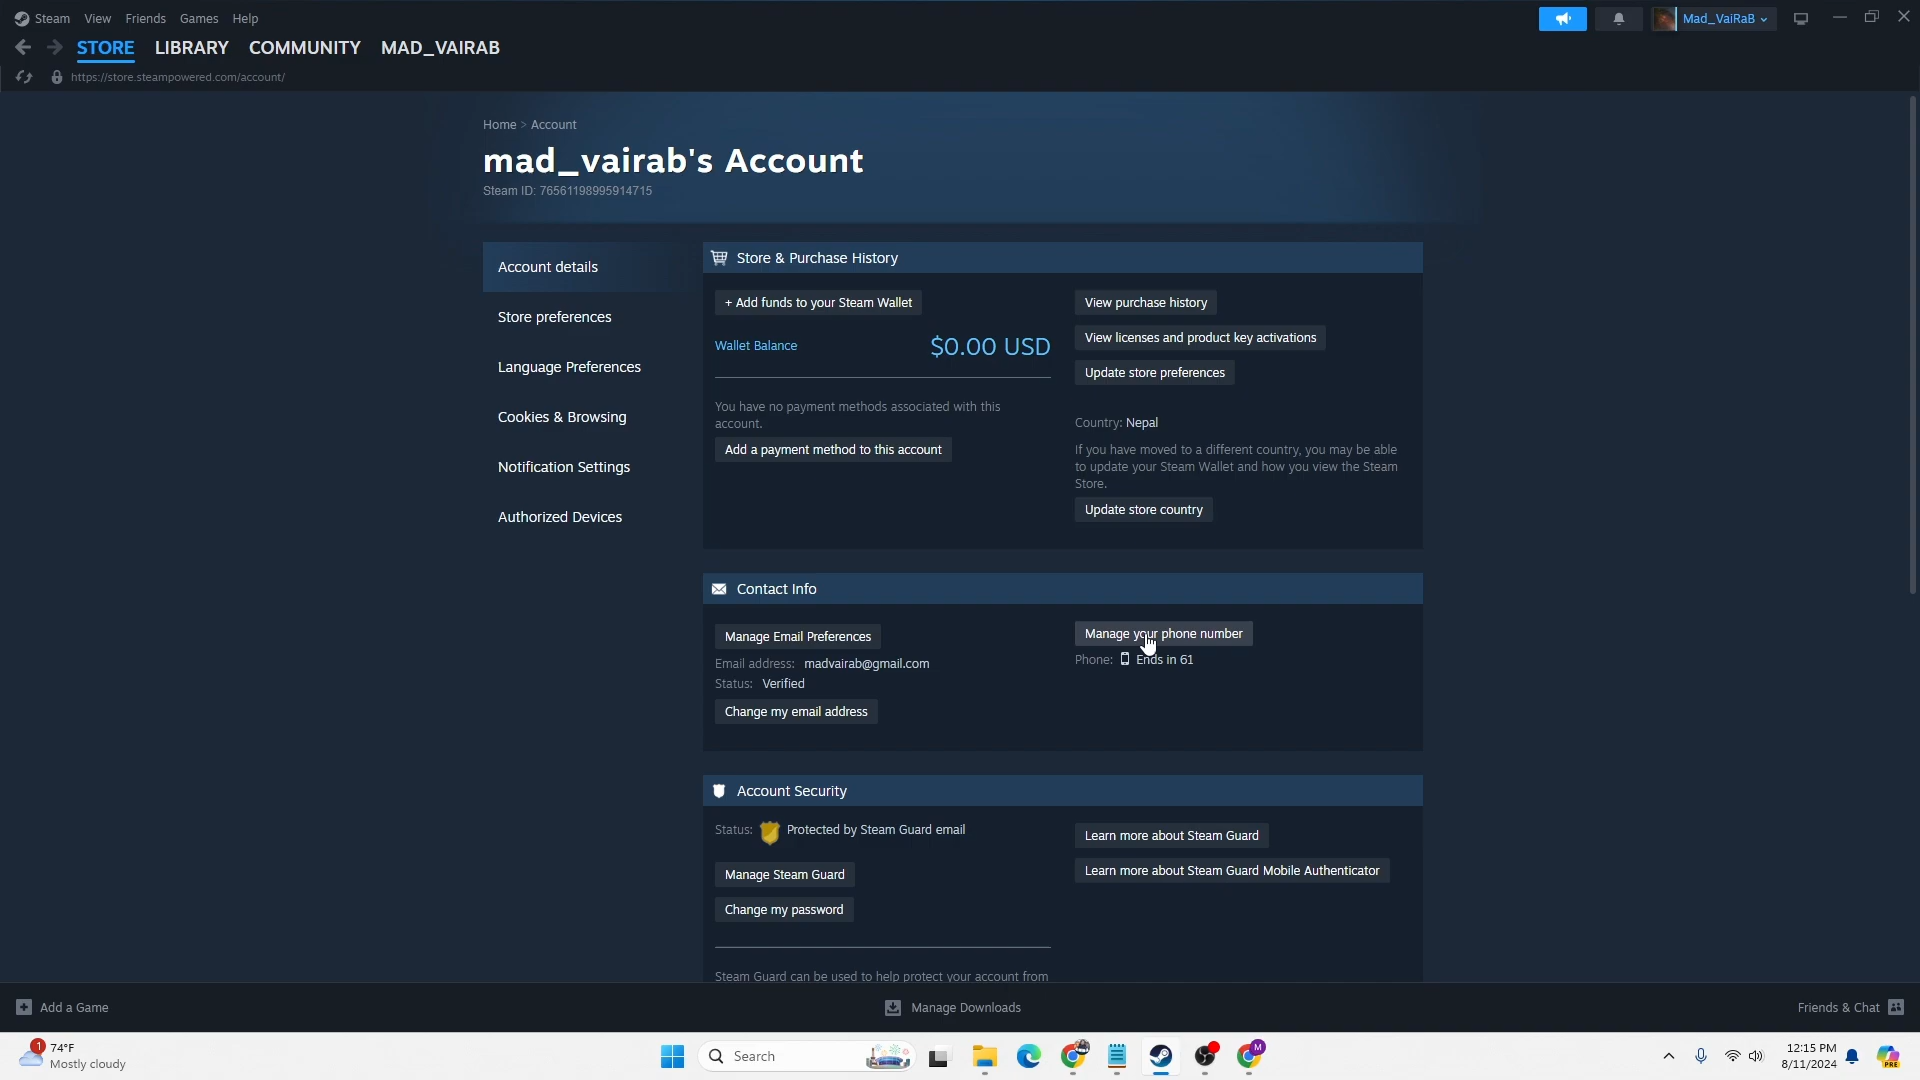 Steam View Friends Games Help
Mad_VaiRaB
STORE LIBRARY COMMUNITY MAD_VAIRAB
https://store.steampowered.com/account/
Home > Account
mad_vairab's Account
Steam ID: 76561198995914715
Account details
Store preferences
Language Preferences
Cookies & Browsing
Notification Settings
Authorized Devices
Store & Purchase History
+ Add funds to your Steam Wallet
Wallet Balance $0.00 USD
You have no payment methods associated with this
account.
Add a payment method to this account
View purchase history
View licenses and product key activations
Update store preferences
Country: Nepal
If you have moved to a different country, you may be able
to update your Steam Wallet and how you view the Steam
Store.
Update store country
Contact Info
Manage Email Preferences
Email address: madvairab@gmail.com
Status: Verified
Change my email address
Manage your phone number
Phone: Ends in 61
Account Security
Status: Protected by Steam Guard email
Manage Steam Guard
Change my password
Steam Guard can be used to help protect your account from
Learn more about Steam Guard
Learn more about Steam Guard Mobile Authenticator
Add a Game
Manage Downloads
Friends & Chat
1
74°F
Mostly cloudy
Search
M
12:15 PM
8/11/2024
PRE